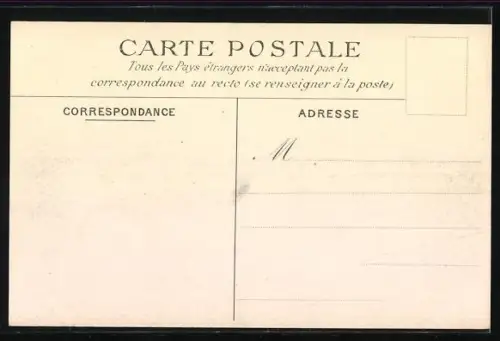 CARTE POSTALE
Tous les Pays étrangers n'acceptant pas la
correspondance au recto (se renseigner à la poste)
CORRESPONDANCE
ADRESSE
M